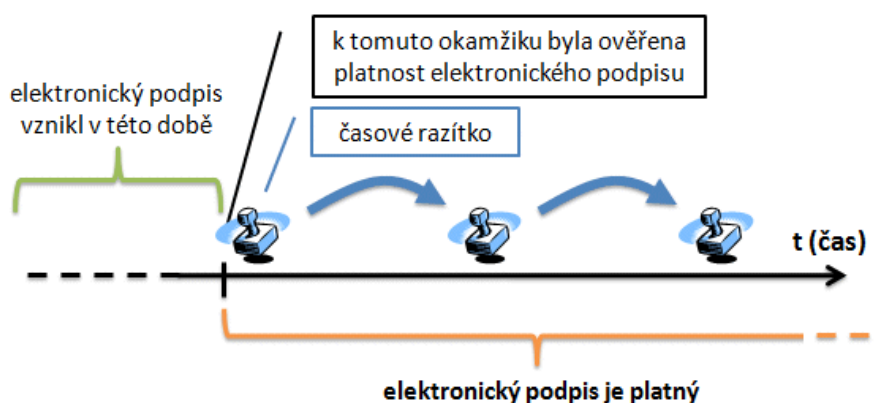 k tomuto okamžiku byla ověřena
platnost elektronického podpisu
elektronický podpis
vznikl v této době
časové razítko
t (čas)
elektronický podpis je platný